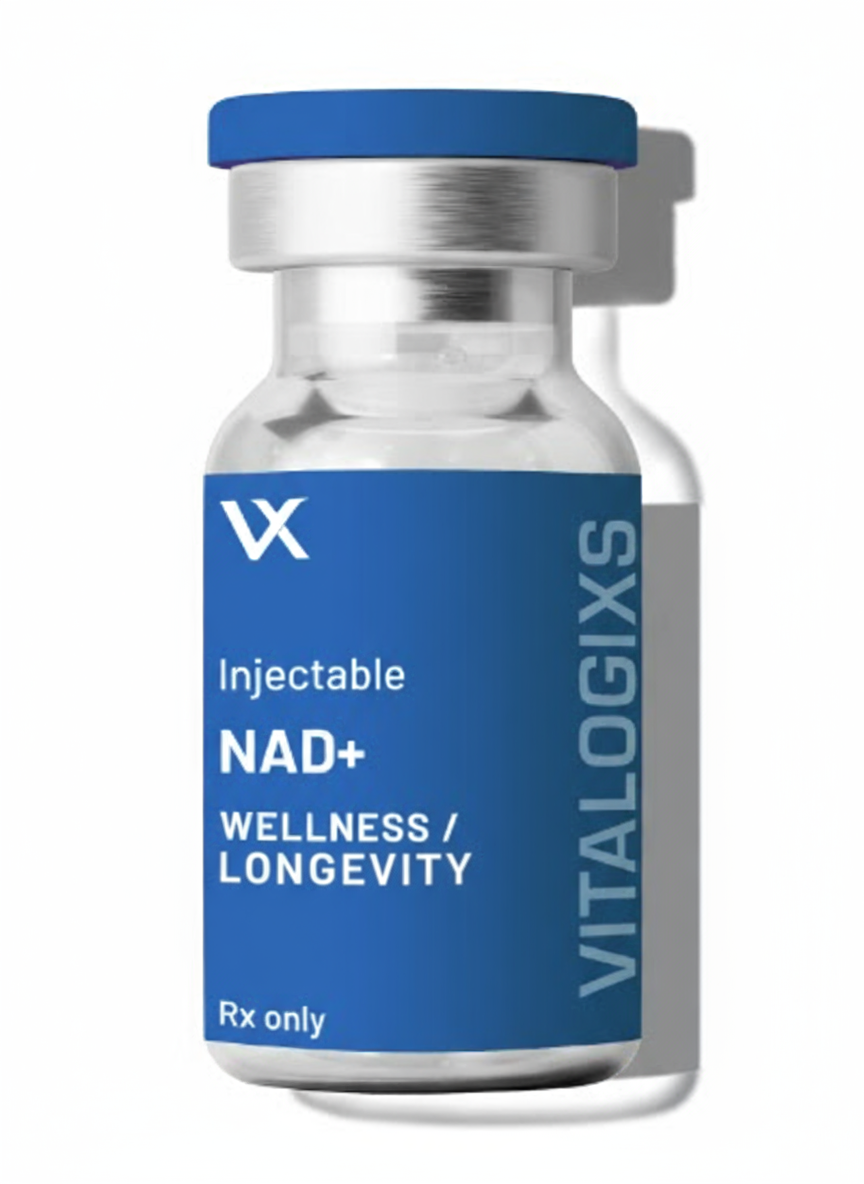 VX
Injectable
NAD+
WELLNESS /
LONGEVITY
Rx only
VITALOGIXS